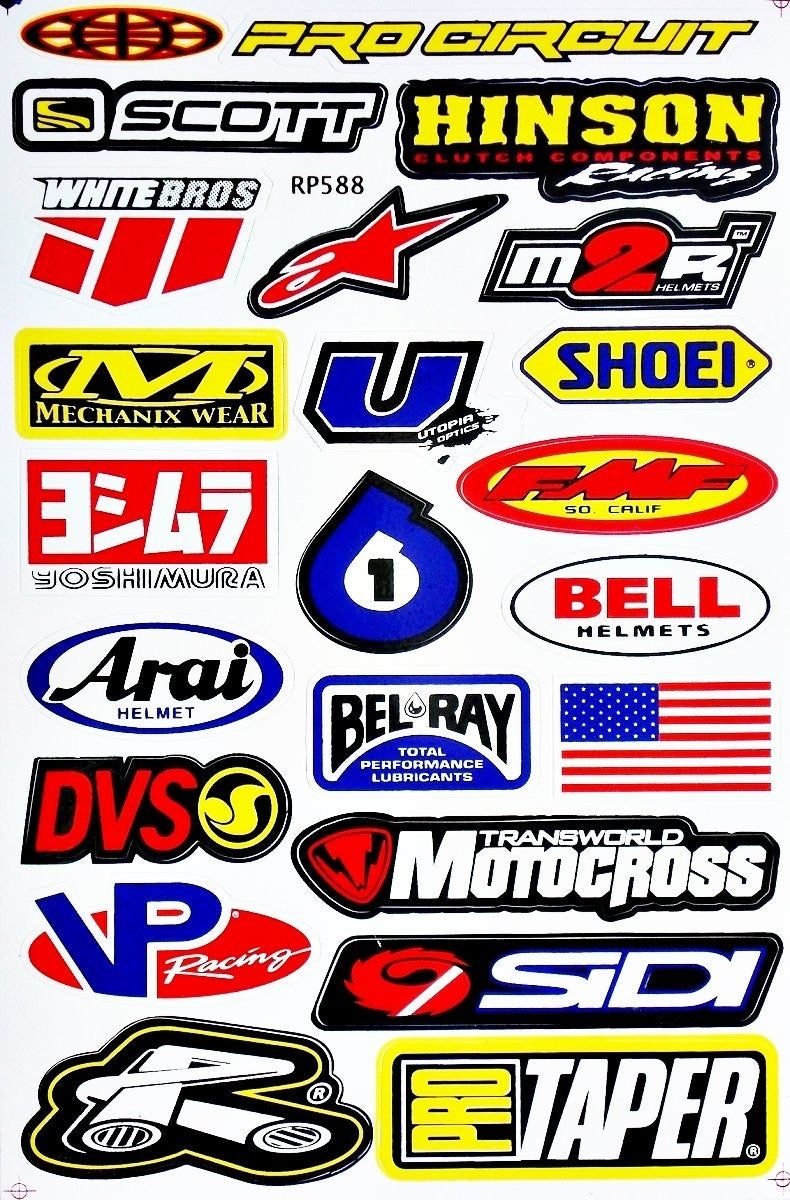 PRO CIRCUIT
SCOTT
HINSON
CLUTCH COMPONENTS
Racing
WHITE BROS
RP588
m2R™
HELMETS
M
MECHANIX WEAR
U
UTOPIA
OPTICS
SHOEI®
FMF
SO. CALIF
ヨシムラ
YOSHIMURA
1
BELL
HELMETS
Arai
HELMET
BEL RAY
TOTAL
PERFORMANCE
LUBRICANTS
DVS
TRANSWORLD
MOTOCROSS
VP®
Racing
SiDI
®
PRO TAPER®